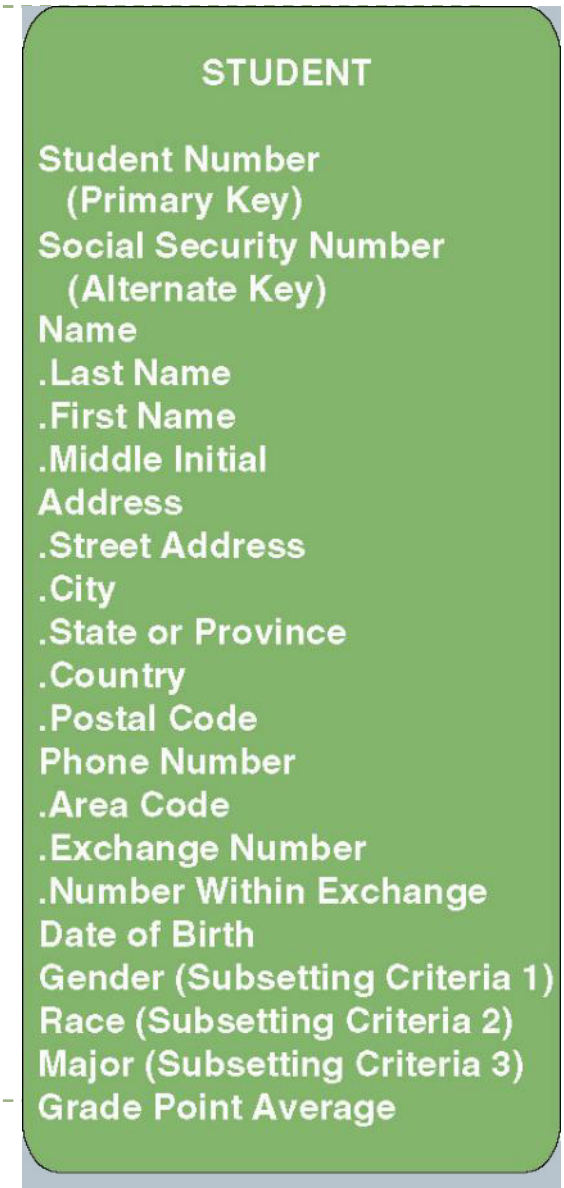 STUDENT
Student Number
(Primary Key)
Social Security Number
(Alternate Key)
Name
.Last Name
.First Name
.Middle Initial
Address
.Street Address
.City
.State or Province
.Country
.Postal Code
Phone Number
.Area Code
.Exchange Number
.Number Within Exchange
Date of Birth
Gender (Subsetting Criteria 1)
Race (Subsetting Criteria 2)
Major (Subsetting Criteria 3)
Grade Point Average